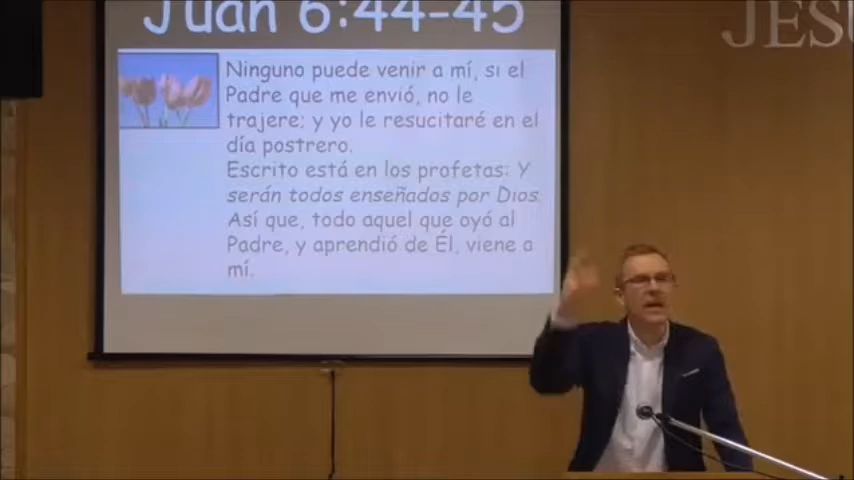 Juan 6:44-45
JESU
Ninguno puede venir a mí, si el
Padre que me envió, no le
trajere; y yo le resucitaré en el
día postrero.
Escrito está en los profetas: Y
serán todos enseñados por Dios.
Así que, todo aquel que oyó al
Padre, y aprendió de Él, viene a
mí.